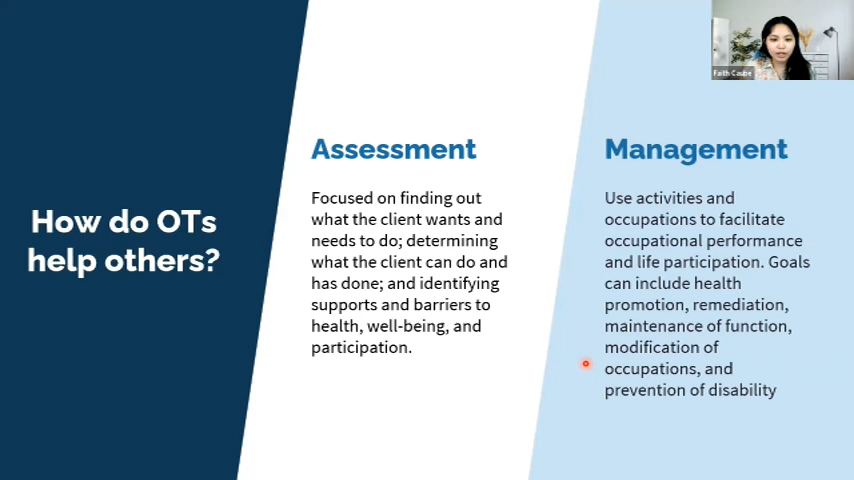 How do OTs
help others?
Assessment
Focused on finding out
what the client wants and
needs to do; determining
what the client can do and
has done; and identifying
supports and barriers to
health, well-being, and
participation.
Management
Use activities and
occupations to facilitate
occupational performance
and life participation. Goals
can include health
promotion, remediation,
maintenance of function,
modification of
occupations, and
prevention of disability
Faith Caube